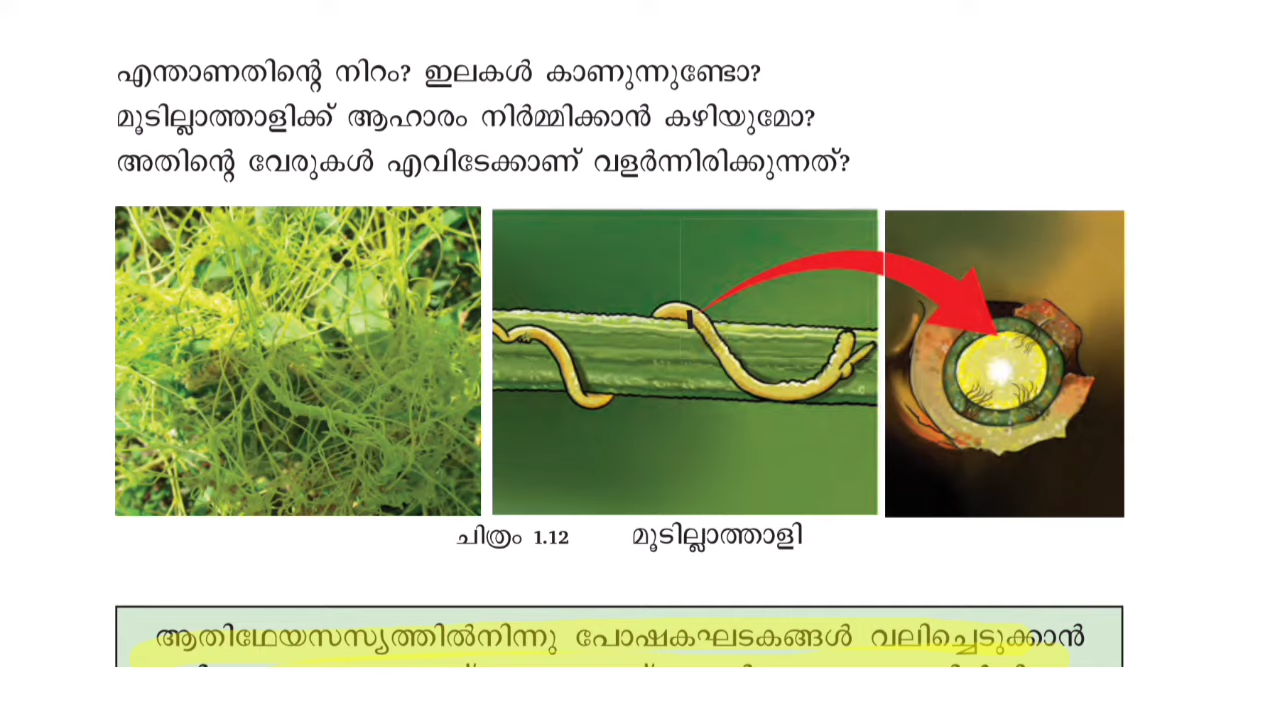 എന്താണതിന്റെ നിറം? ഇലകൾ കാണുന്നുണ്ടോ?
മൂടില്ലാത്താളിക്ക് ആഹാരം നിർമ്മിക്കാൻ കഴിയുമോ?
അതിന്റെ വേരുകൾ എവിടേക്കാണ് വളർന്നിരിക്കുന്നത്?
ചിത്രം 1.12 മൂടില്ലാത്താളി
ആതിഥേയസസ്യത്തിൽനിന്നു പോഷകഘടകങ്ങൾ വലിച്ചെടുക്കാൻ